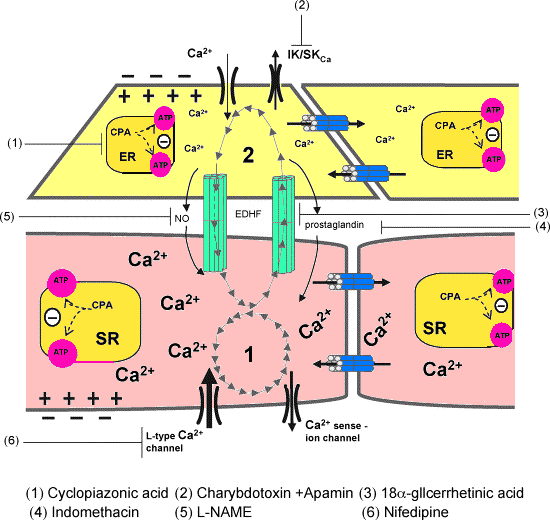 (2)
Ca2+
IK/SKCa
− − − −
+ + + +
Ca2+
Ca2+
ATP
CPA
(1)
ER
ATP
Ca2+
2
Ca2+
Ca2+
Ca2+
ATP
CPA
ER
ATP
(5)
NO
EDHF
prostaglandin
(3)
(4)
Ca2+
Ca2+
Ca2+
Ca2+
ATP
CPA
SR
ATP
1
Ca2+
Ca2+
ATP
CPA
SR
ATP
Ca2+
+ + + +
− − − −
(6)
L-type Ca2+
channel
Ca2+ sense -
ion channel
(1) Cyclopiazonic acid (2) Charybdotoxin +Apamin (3) 18α-glIcerrhetinic acid
(4) Indomethacin (5) L-NAME (6) Nifedipine